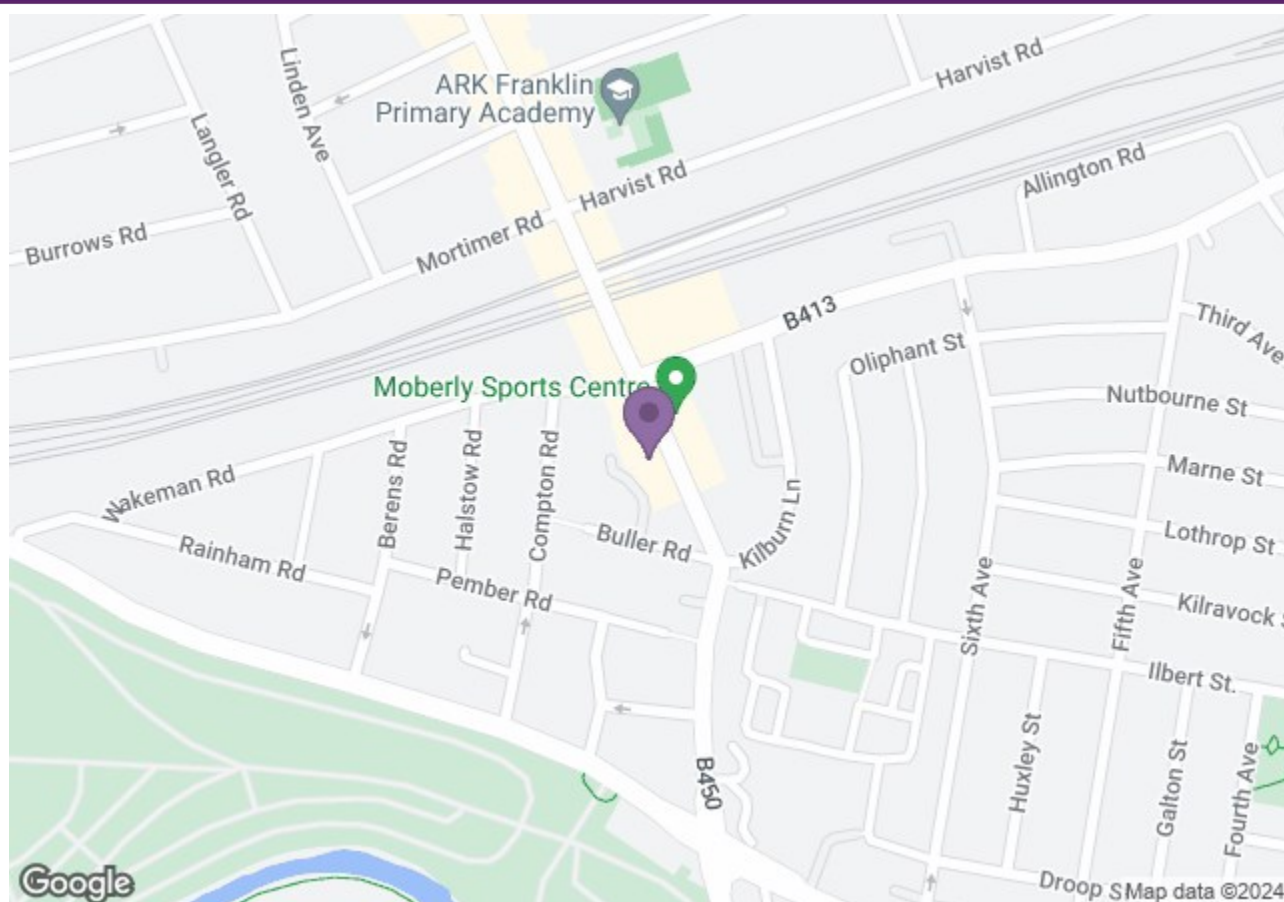 Linden Ave
ARK Franklin
Primary Academy
Harvist Rd
Langler Rd
Harvist Rd
Allington Rd
Burrows Rd
Mortimer Rd
B413
Third Ave
Oliphant St
Moberly Sports Centre
Nutbourne St
Wakeman Rd
Berens Rd
Halstow Rd
Compton Rd
Marne St
Buller Rd
Kilburn Ln
Lothrop St
Rainham Rd
Pember Rd
Sixth Ave
Fifth Ave
Kilravock
Ilbert St.
B450
Huxley St
Galton St
Fourth Ave
Droop S
Google
Map data ©2024